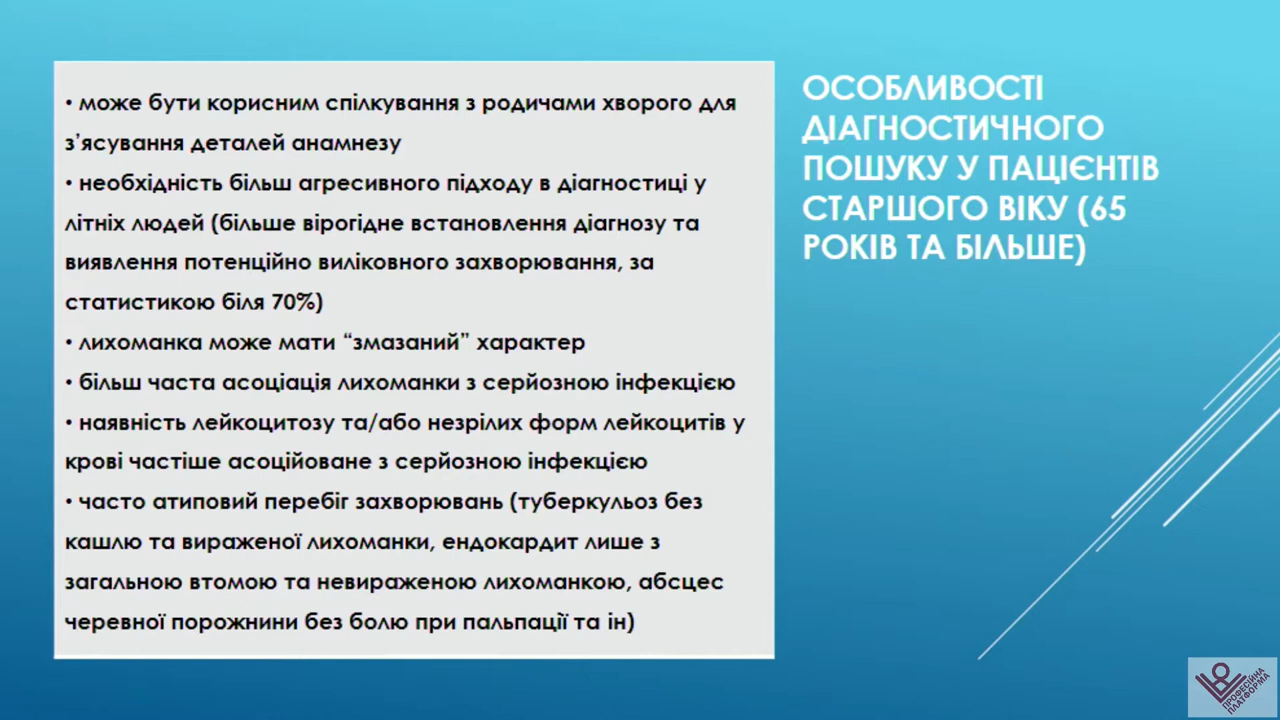 • може бути корисним спілкування з родичами хворого для
з’ясування деталей анамнезу
• необхідність більш агресивного підходу в діагностиці у
літніх людей (більше вірогідне встановлення діагнозу та
виявлення потенційно виліковного захворювання, за
статистикою біля 70%)
• лихоманка може мати “змазаний” характер
• більш часта асоціація лихоманки з серйозною інфекцією
• наявність лейкоцитозу та/або незрілих форм лейкоцитів у
крові частіше асоційоване з серйозною інфекцією
• часто атиповий перебіг захворювань (туберкульоз без
кашлю та вираженої лихоманки, ендокардит лише з
загальною втомою та невираженою лихоманкою, абсцес
черевної порожнини без болю при пальпації та ін)
ОСОБЛИВОСТІ
ДІАГНОСТИЧНОГО
ПОШУКУ У ПАЦІЄНТІВ
СТАРШОГО ВІКУ (65
РОКІВ ТА БІЛЬШЕ)
ПРОФЕСІЙНА
ПЛАТФОРМА